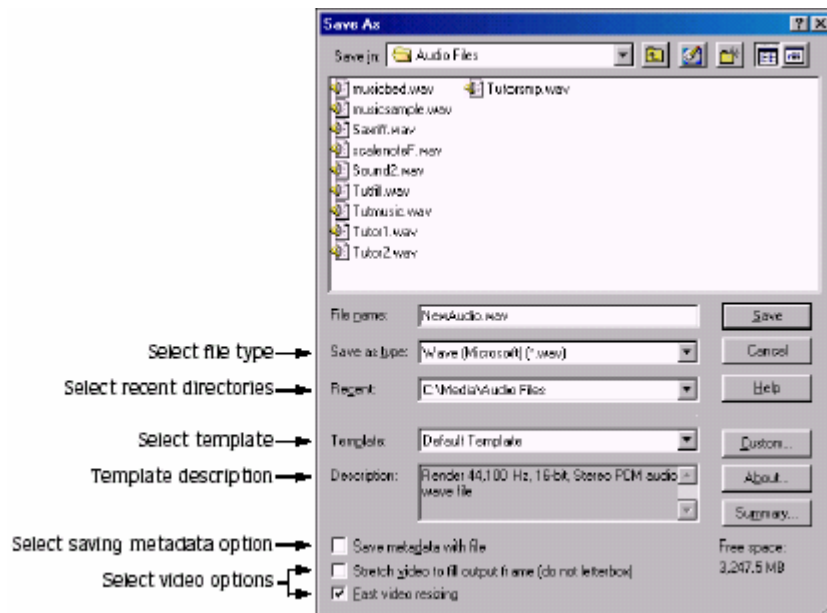 Save As
Save in: Audio Files
musicbed.wav Tutorsmp.wav
musicsample.wav
Saxriff.wav
scalenoteF.wav
Sound2.wav
Tutfill.wav
Tutmusic.wav
Tutor1.wav
Tutor2.wav
File name: NewAudio.wav Save
Select file type Save as type: Wave (Microsoft) (*.wav) Cancel
Select recent directories Recent: C:\Media\Audio Files Help
Select template Template: Default Template Custom...
Template description Description: Render 44,100 Hz, 16-bit, Stereo PCM audio About...
wave file
Summary...
Select saving metadata option Save metadata with file Free space:
Select video options Stretch video to fill output frame (do not letterbox) 3,247.5 MB
Fast video resizing